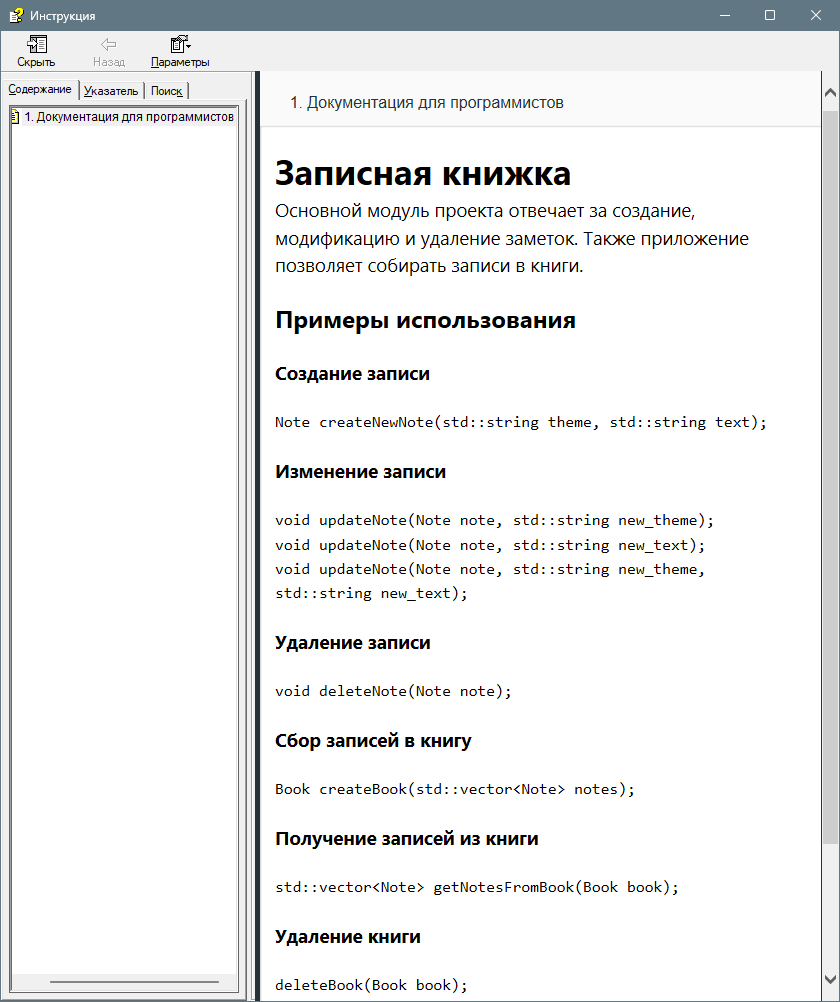 Инструкция
Скрыть
Назад
Параметры
Содержание
Указатель
Поиск
1. Документация для программистов
1. Документация для программистов
Записная книжка
Основной модуль проекта отвечает за создание,
модификацию и удаление заметок. Также приложение
позволяет собирать записи в книги.
Примеры использования
Создание записи
Note createNewNote(std::string theme, std::string text);
Изменение записи
void updateNote(Note note, std::string new_theme);
void updateNote(Note note, std::string new_text);
void updateNote(Note note, std::string new_theme,
std::string new_text);
Удаление записи
void deleteNote(Note note);
Сбор записей в книгу
Book createBook(std::vector<Note> notes);
Получение записей из книги
std::vector<Note> getNotesFromBook(Book book);
Удаление книги
deleteBook(Book book);